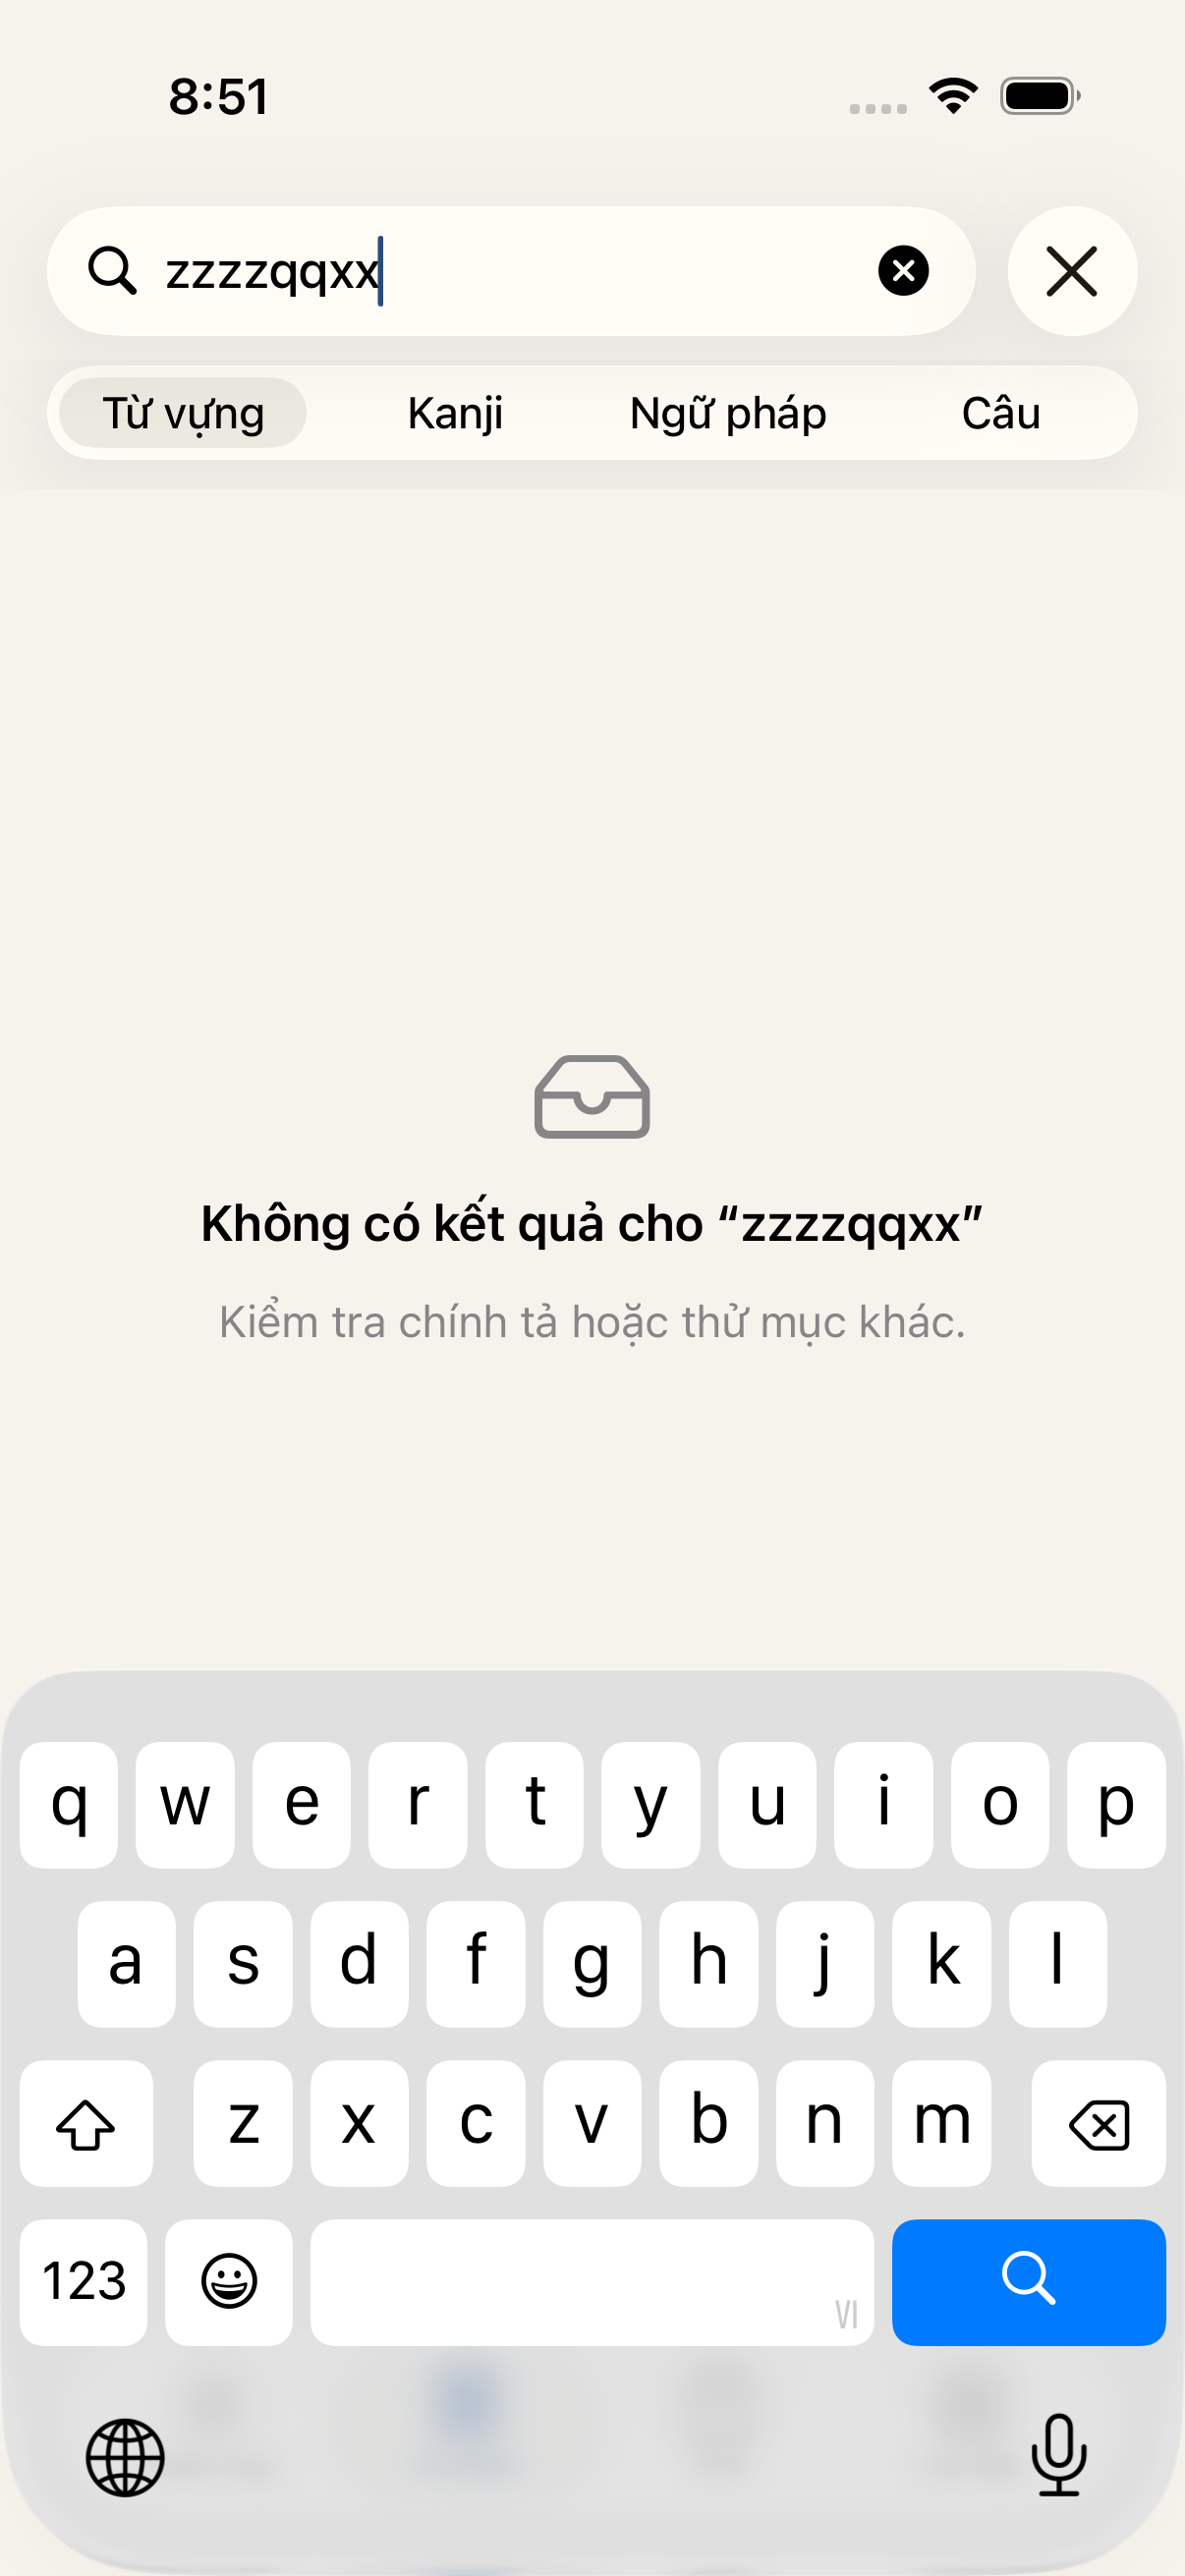 8:51
zzzzqqxx
Từ vựng Kanji Ngữ pháp Câu
Không có kết quả cho “zzzzqqxx”
Kiểm tra chính tả hoặc thử mục khác.
q w e r t y u i o p
a s d f g h j k l
z x c v b n m
123
VI